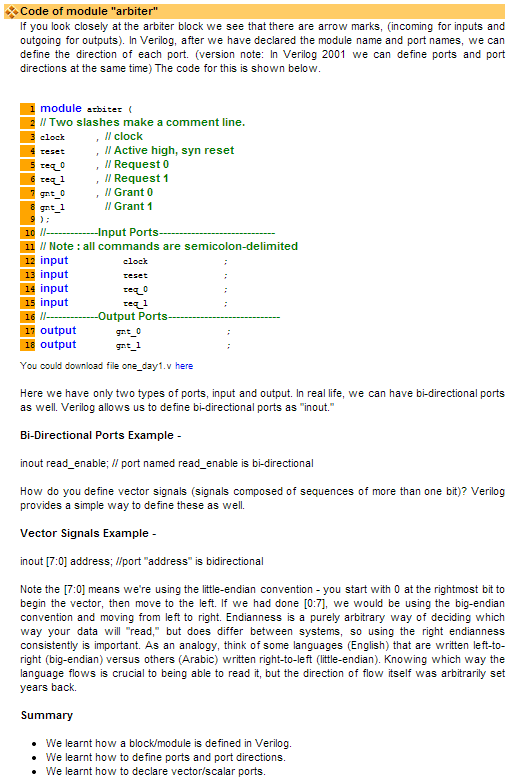 Code of module "arbiter"
If you look closely at the arbiter block we see that there are arrow marks, (incoming for inputs and
outgoing for outputs). In Verilog, after we have declared the module name and port names, we can
define the direction of each port. (version note: In Verilog 2001 we can define ports and port
directions at the same time) The code for this is shown below.
1 module arbiter (
2 // Two slashes make a comment line.
3 clock , // clock
4 reset , // Active high, syn reset
5 req_0 , // Request 0
6 req_1 , // Request 1
7 gnt_0 , // Grant 0
8 gnt_1 // Grant 1
9 );
10 //-------------Input Ports-----------------------------
11 // Note : all commands are semicolon-delimited
12 input clock ;
13 input reset ;
14 input req_0 ;
15 input req_1 ;
16 //-------------Output Ports----------------------------
17 output gnt_0 ;
18 output gnt_1 ;
You could download file one_day1.v here
Here we have only two types of ports, input and output. In real life, we can have bi-directional ports
as well. Verilog allows us to define bi-directional ports as "inout."
Bi-Directional Ports Example -
inout read_enable; // port named read_enable is bi-directional
How do you define vector signals (signals composed of sequences of more than one bit)? Verilog
provides a simple way to define these as well.
Vector Signals Example -
inout [7:0] address; //port "address" is bidirectional
Note the [7:0] means we're using the little-endian convention - you start with 0 at the rightmost bit to
begin the vector, then move to the left. If we had done [0:7], we would be using the big-endian
convention and moving from left to right. Endianness is a purely arbitrary way of deciding which
way your data will "read," but does differ between systems, so using the right endianness
consistently is important. As an analogy, think of some languages (English) that are written left-to-
right (big-endian) versus others (Arabic) written right-to-left (little-endian). Knowing which way the
language flows is crucial to being able to read it, but the direction of flow itself was arbitrarily set
years back.
Summary
• We learnt how a block/module is defined in Verilog.
• We learnt how to define ports and port directions.
• We learnt how to declare vector/scalar ports.